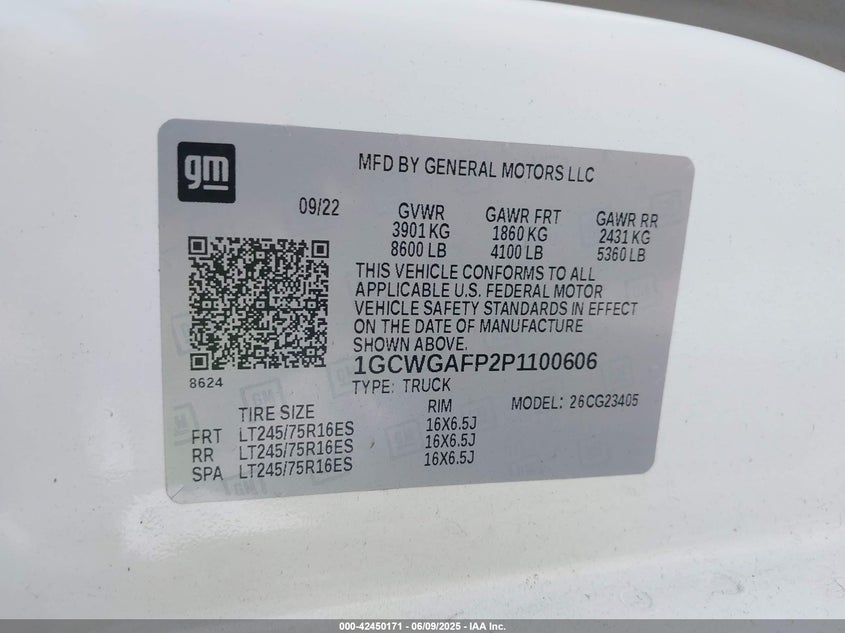 gm
MFD BY GENERAL MOTORS LLC
09/22
GVWR GAWR FRT GAWR RR
3901 KG 1860 KG 2431 KG
8600 LB 4100 LB 5360 LB
THIS VEHICLE CONFORMS TO ALL
APPLICABLE U.S. FEDERAL MOTOR
VEHICLE SAFETY STANDARDS IN EFFECT
ON THE DATE OF MANUFACTURE
SHOWN ABOVE.
8624
1GCWGAFP2P1100606
TYPE: TRUCK
MODEL: 26CG23405
TIRE SIZE RIM
FRT LT245/75R16ES 16X6.5J
RR LT245/75R16ES 16X6.5J
SPA LT245/75R16ES 16X6.5J
000-42450171 | 06/09/2025 - IAA Inc.